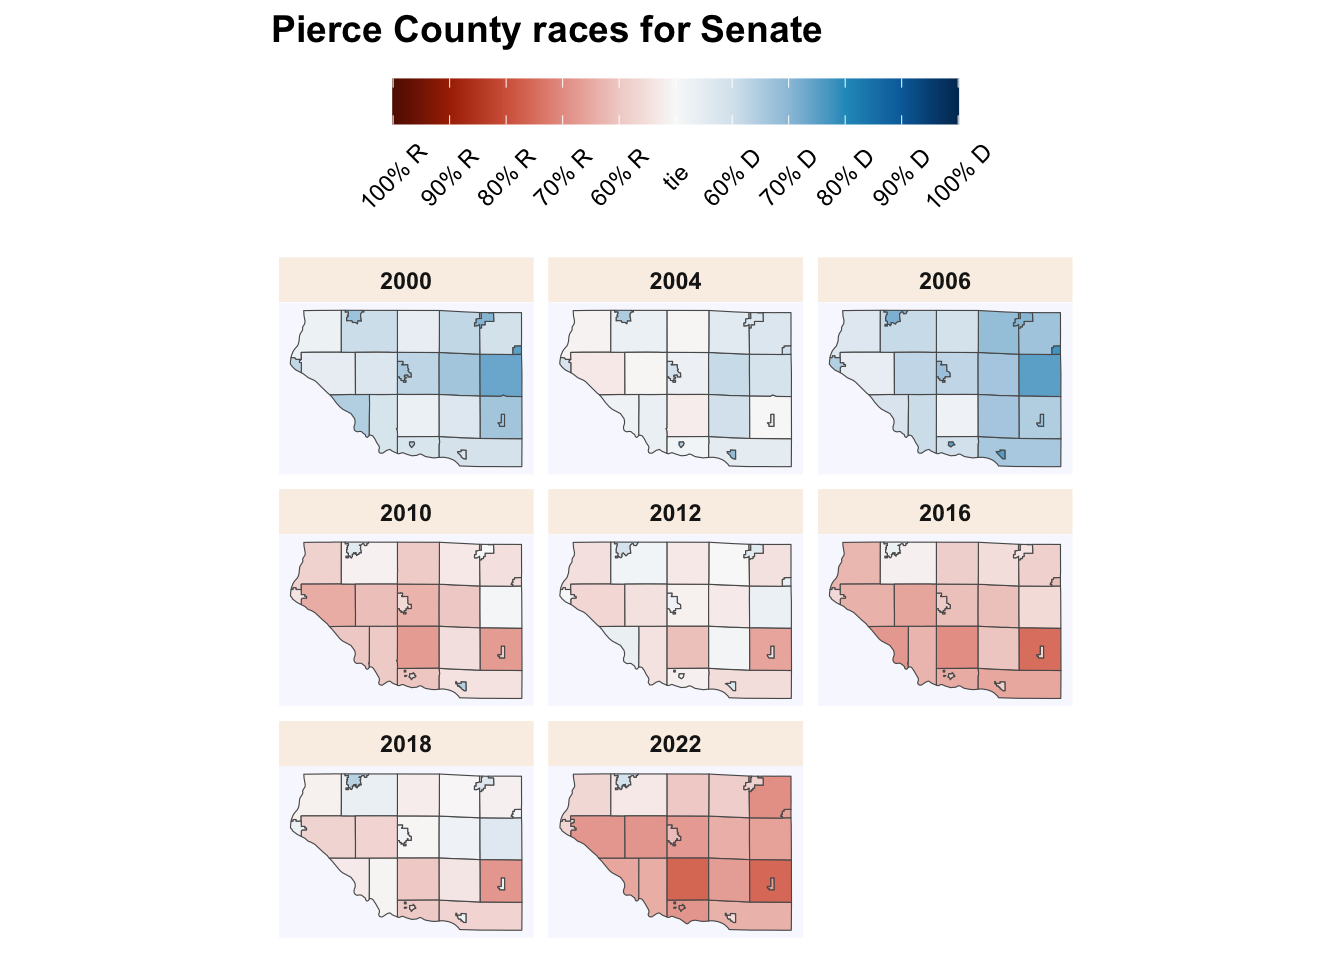 Pierce County races for Senate
100% R 90% R 80% R 70% R 60% R tie 60% D 70% D 80% D 90% D 100% D
2000 2004 2006
2010 2012 2016
2018 2022